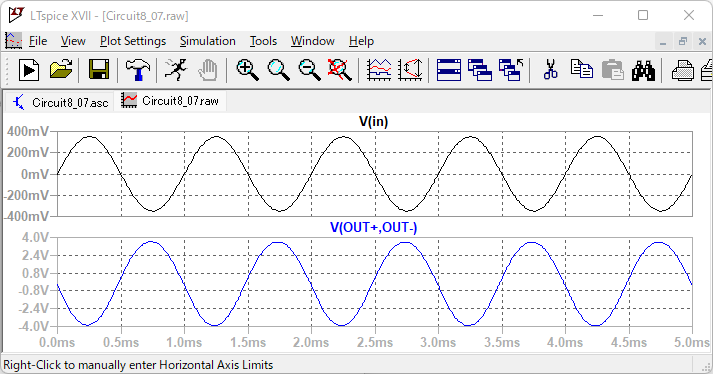 LTspice XVII - [Circuit8_07.raw]
File View Plot Settings Simulation Tools Window Help
Circuit8_07.asc Circuit8_07.raw
V(in)
400mV
200mV
0mV
-200mV
-400mV
V(OUT+,OUT-)
4.0V
2.4V
0.8V
-0.8V
-2.4V
-4.0V
0.0ms 0.5ms 1.0ms 1.5ms 2.0ms 2.5ms 3.0ms 3.5ms 4.0ms 4.5ms 5.0ms
Right-Click to manually enter Horizontal Axis Limits